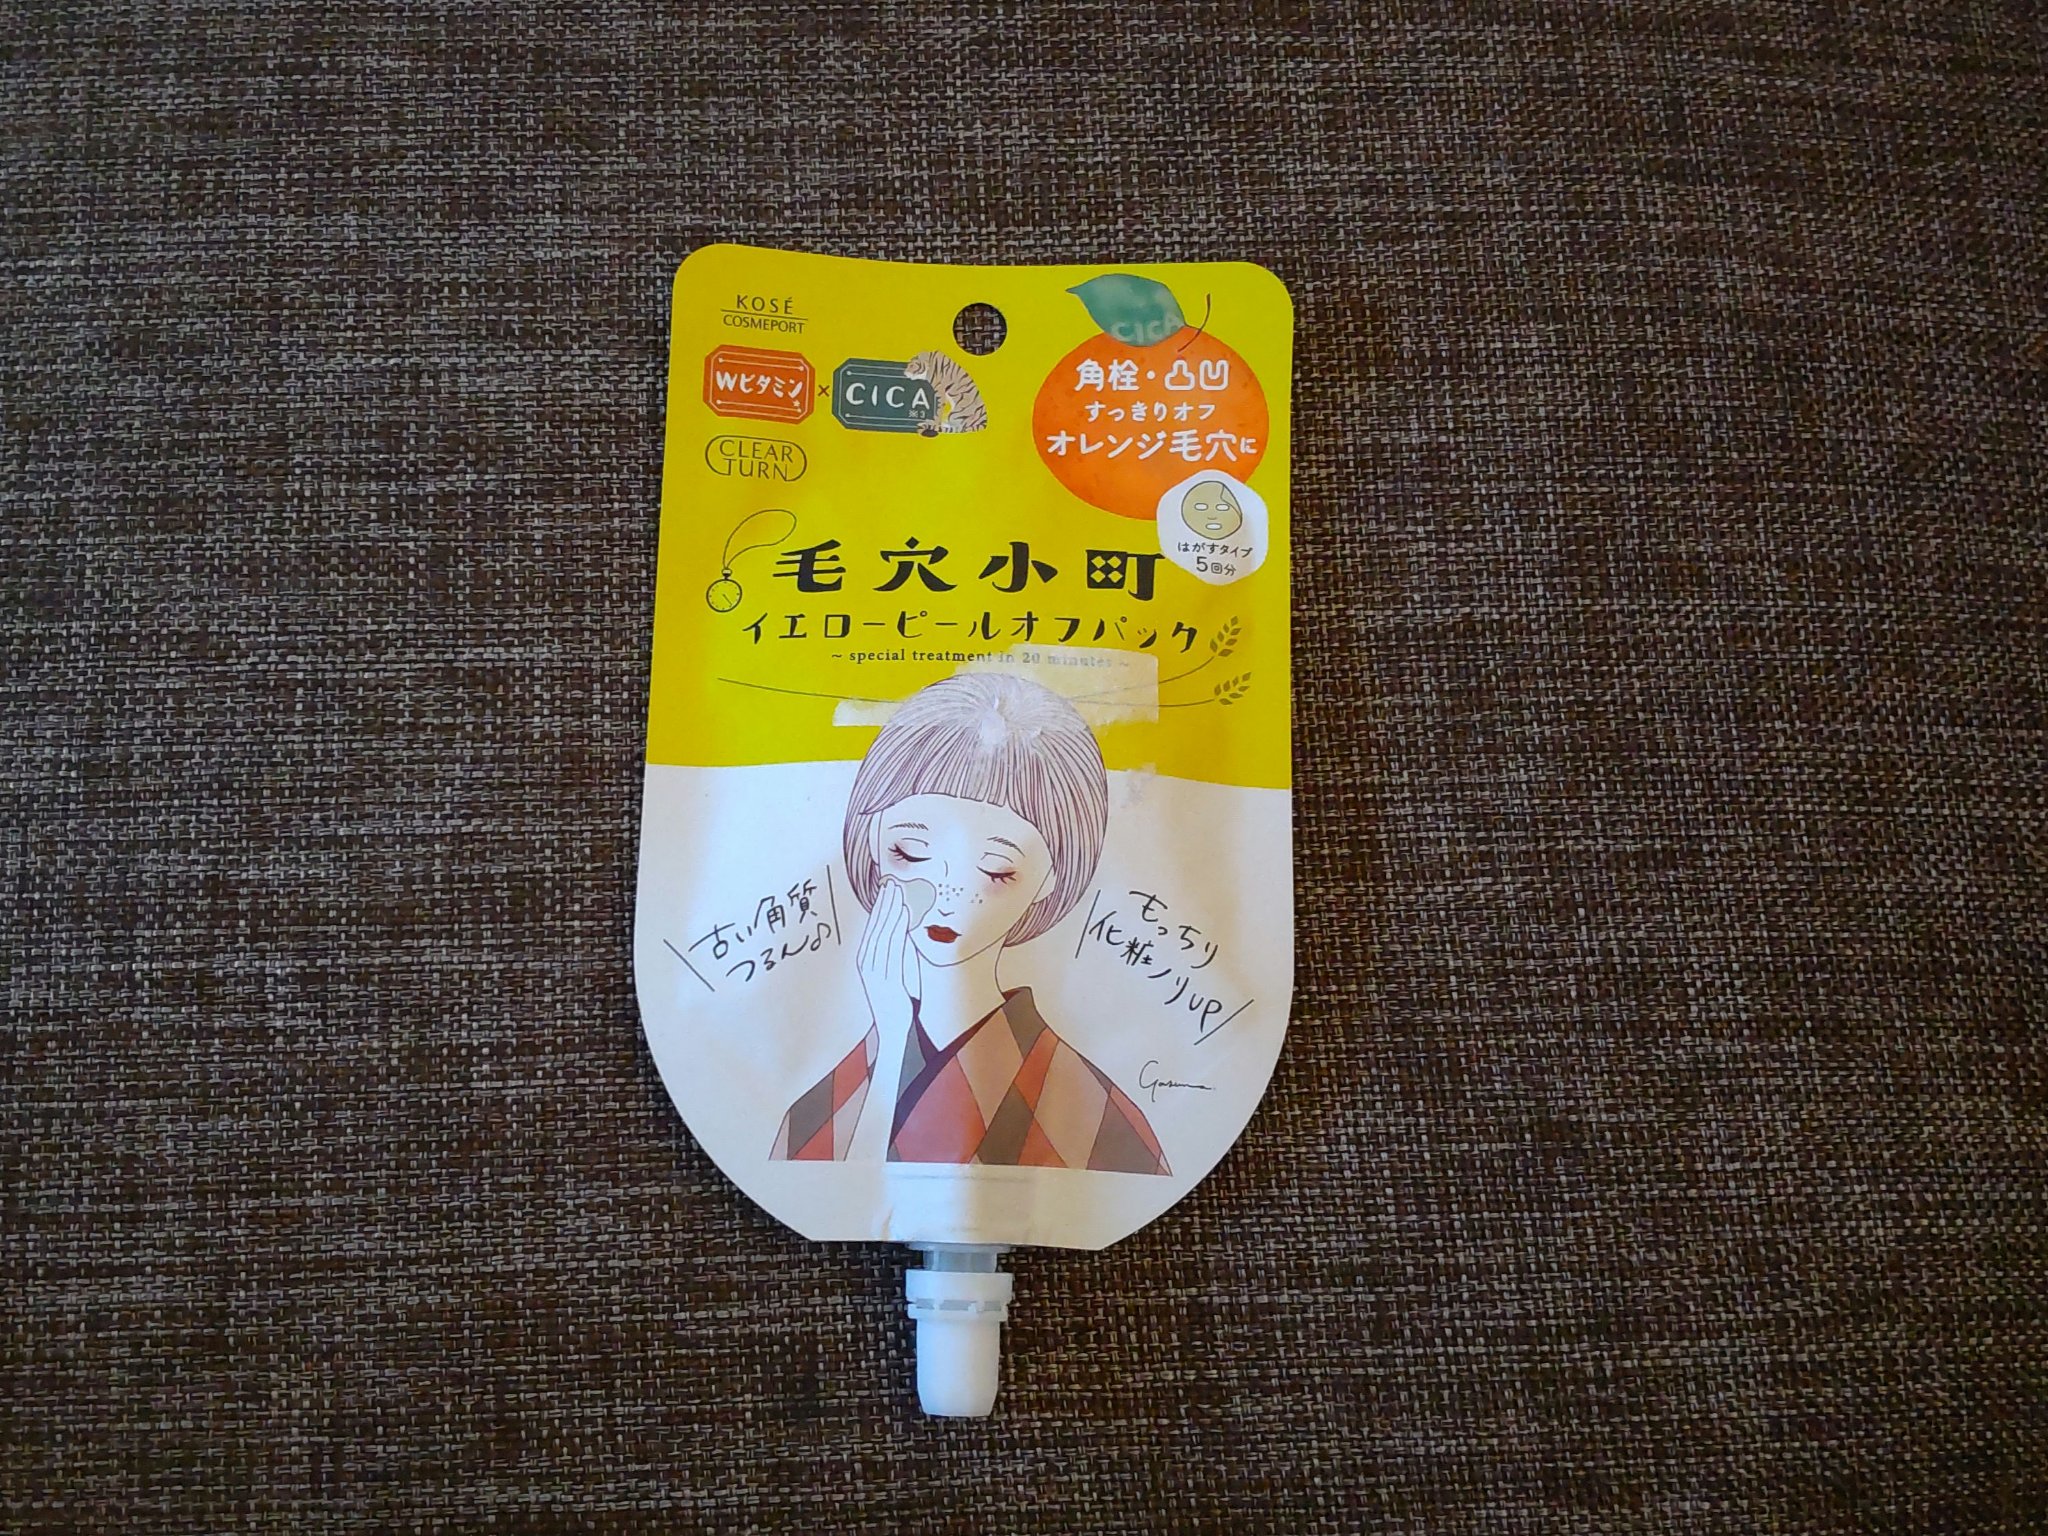 KOSÉ
COSMEPORT
Wビタミン × CICA
※3
CLEAR
TURN
CICA
角栓・凸凹
すっきりオフ
オレンジ毛穴に
はがすタイプ
5回分
毛穴小町
イエローピールオフパック
~ special treatment in 20 minutes ~
古い角質
つるん♪
もっちり
化粧ノリUP